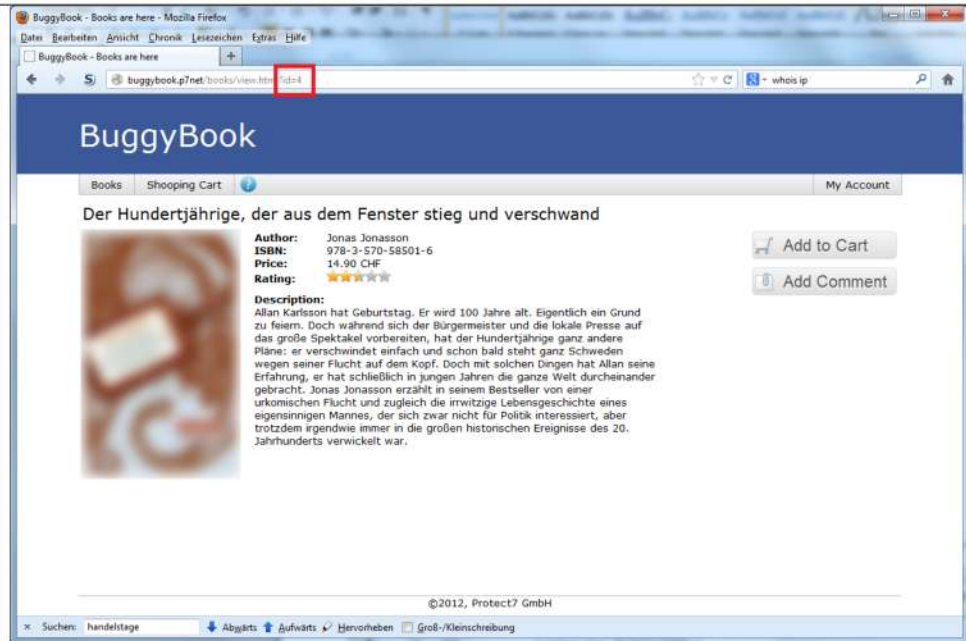 BuggyBook - Books are here - Mozilla Firefox
Datei Bearbeiten Ansicht Chronik Lesezeichen Extras Hilfe
BuggyBook - Books are here +
buggybook.p7net/books/view.htm?id=4 whois ip
BuggyBook
Books Shooping Cart ? My Account
Der Hundertjährige, der aus dem Fenster stieg und verschwand
Author: Jonas Jonasson
ISBN: 978-3-570-58501-6
Price: 14.90 CHF
Rating:
Add to Cart
Add Comment
Description:
Allan Karlsson hat Geburtstag. Er wird 100 Jahre alt. Eigentlich ein Grund
zu feiern. Doch während sich der Bürgermeister und die lokale Presse auf
das große Spektakel vorbereiten, hat der Hundertjährige ganz andere
Pläne: er verschwindet einfach und schon bald steht ganz Schweden
wegen seiner Flucht auf dem Kopf. Doch mit solchen Dingen hat Allan seine
Erfahrung, er hat schließlich in jungen Jahren die ganze Welt durcheinander
gebracht. Jonas Jonasson erzählt in seinem Bestseller von einer
urkomischen Flucht und zugleich die irrwitzige Lebensgeschichte eines
eigensinnigen Mannes, der sich zwar nicht für Politik interessiert, aber
trotzdem irgendwie immer in die großen historischen Ereignisse des 20.
Jahrhunderts verwickelt war.
©2012, Protect7 GmbH
× Suchen: handelstage Abwärts Aufwärts Hervorheben Groß-/Kleinschreibung